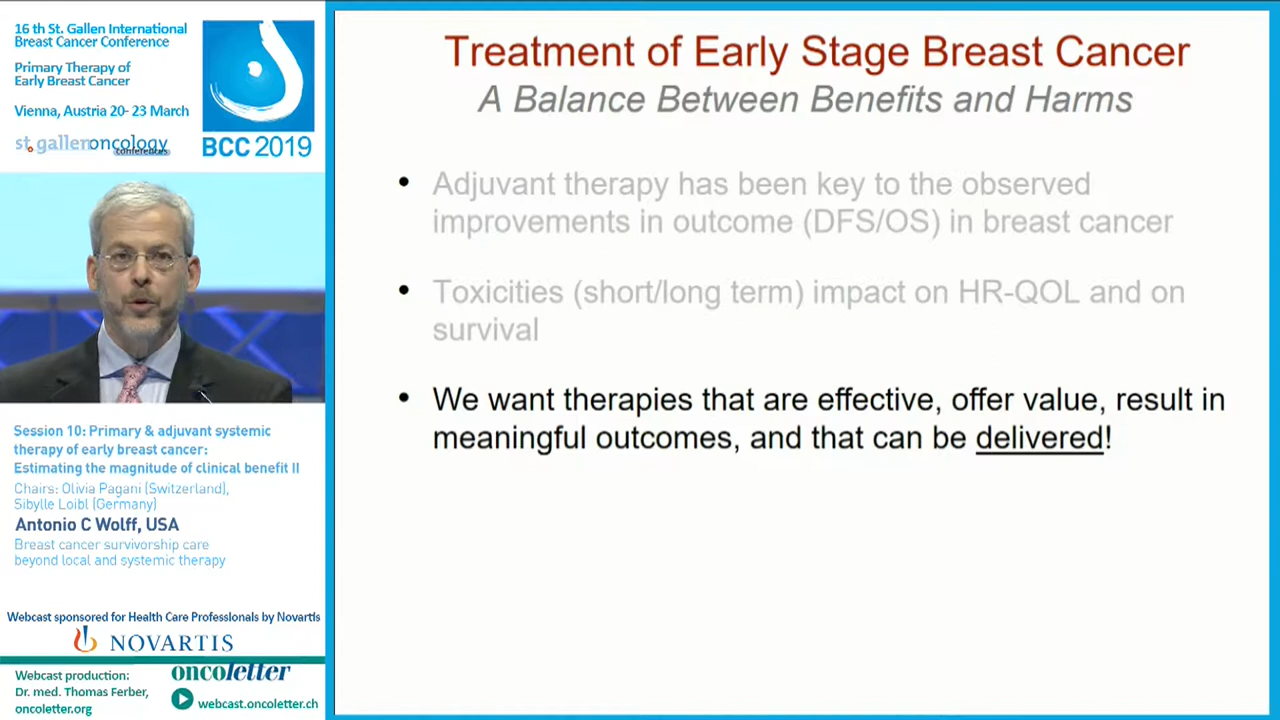 16 th St. Gallen International
Breast Cancer Conference
Primary Therapy of
Early Breast Cancer
Vienna, Austria 20- 23 March
st.gallenoncology
conferences
BCC 2019
Session 10: Primary & adjuvant systemic
therapy of early breast cancer:
Estimating the magnitude of clinical benefit II
Chairs: Olivia Pagani (Switzerland),
Sibylle Loibl (Germany)
Antonio C Wolff, USA
Breast cancer survivorship care
beyond local and systemic therapy
Webcast sponsored for Health Care Professionals by Novartis
NOVARTIS
Webcast production:
Dr. med. Thomas Ferber,
oncoletter.org
oncoletter
webcast.oncoletter.ch
Treatment of Early Stage Breast Cancer
A Balance Between Benefits and Harms
• Adjuvant therapy has been key to the observed
improvements in outcome (DFS/OS) in breast cancer
• Toxicities (short/long term) impact on HR-QOL and on
survival
• We want therapies that are effective, offer value, result in
meaningful outcomes, and that can be delivered!